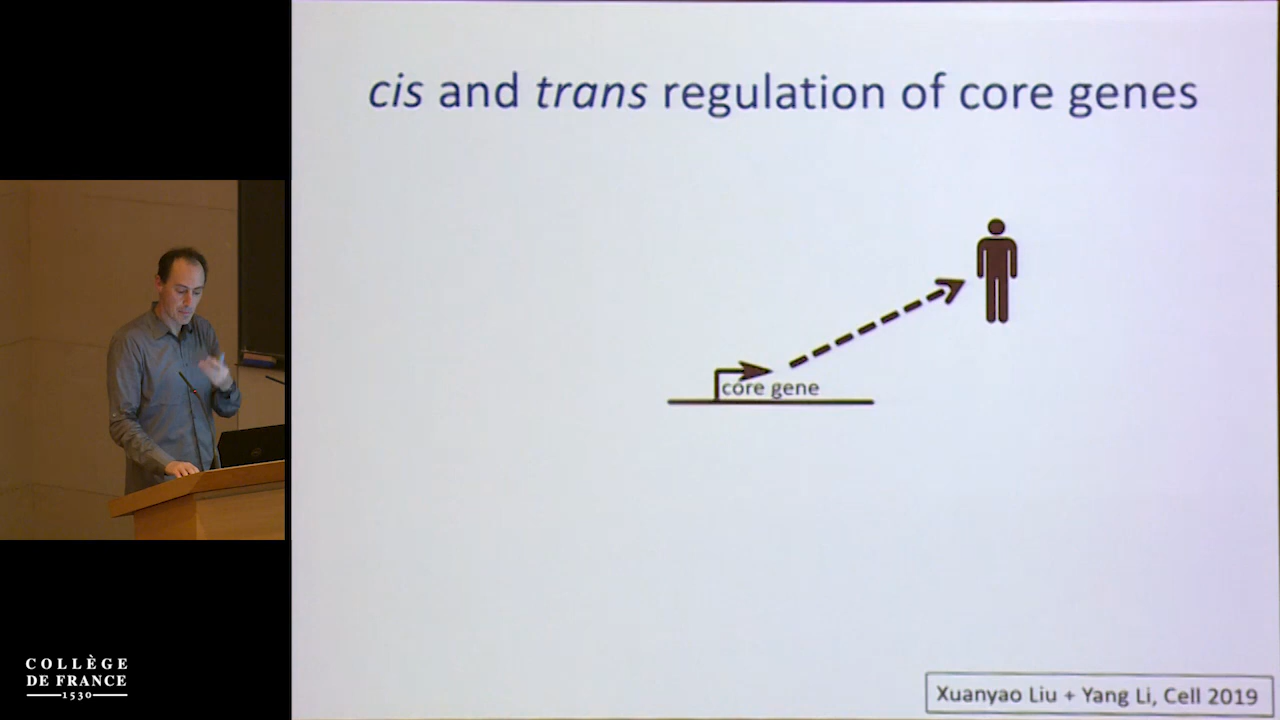 cis and trans regulation of core genes
core gene
Xuanyao Liu + Yang Li, Cell 2019
COLLÈGE
DE FRANCE
1530